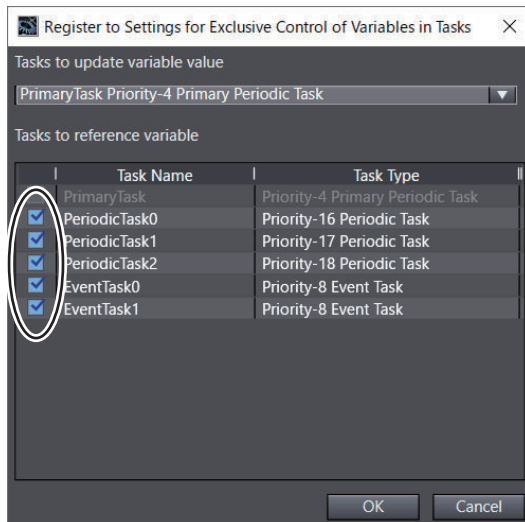 Register to Settings for Exclusive Control of Variables in Tasks
Tasks to update variable value
PrimaryTask Priority-4 Primary Periodic Task
Tasks to reference variable
Task Name Task Type
PrimaryTask Priority-4 Primary Periodic Task
PeriodicTask0 Priority-16 Periodic Task
PeriodicTask1 Priority-17 Periodic Task
PeriodicTask2 Priority-18 Periodic Task
EventTask0 Priority-8 Event Task
EventTask1 Priority-8 Event Task
OK Cancel